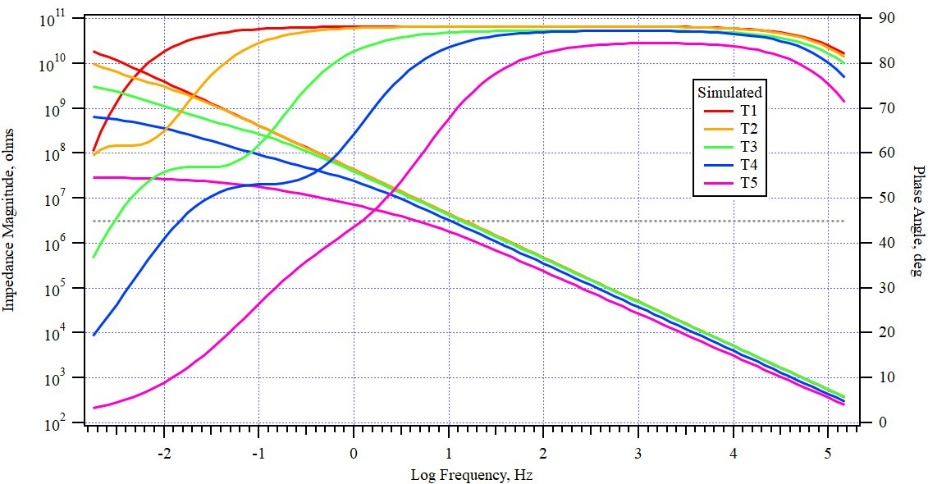 10^11
10^10
10^9
10^8
10^7
10^6
10^5
10^4
10^3
10^2
Impedance Magnitude, ohms
Simulated
T1
T2
T3
T4
T5
90
80
70
60
50
40
30
20
10
0
Phase Angle, deg
-2 -1 0 1 2 3 4 5
Log Frequency, Hz